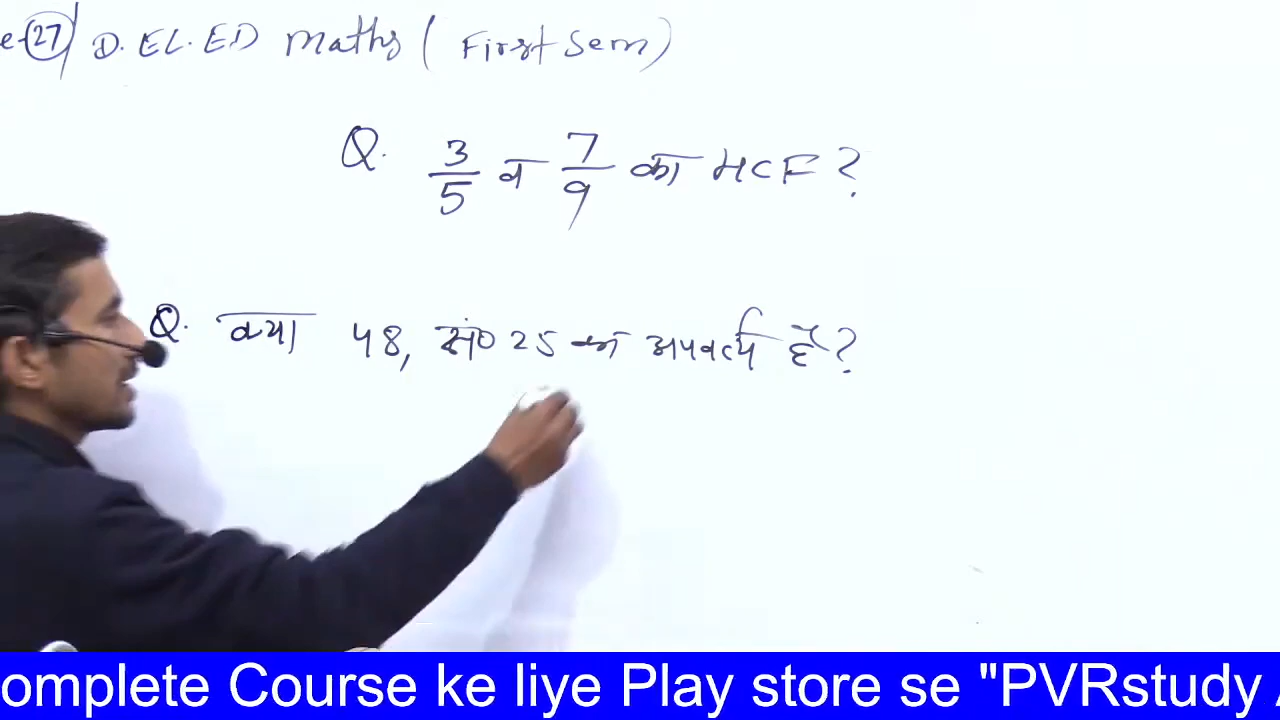 e-27 D.EL.ED Maths ( First Sem)
Q. 3/5 व 7/9 का HCF ?
Q. क्या 48, सं० 25 का अपवर्त्य है ?
omplete Course ke liye Play store se "PVRstudy